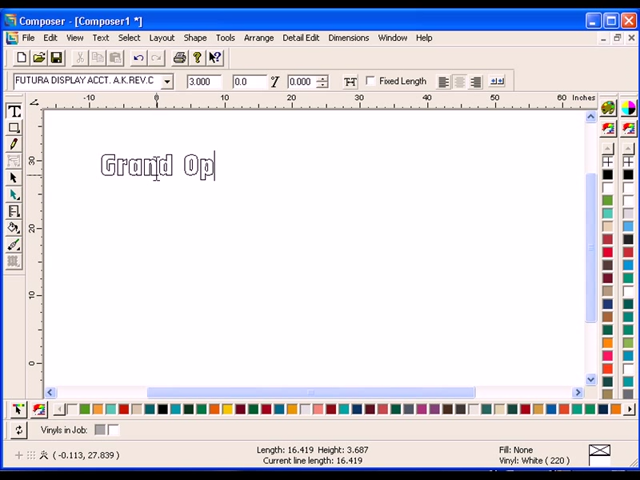 Composer - [Composer1 *]
File Edit View Text Select Layout Shape Tools Arrange Detail Edit Dimensions Window Help
FUTURA DISPLAY ACCT. A.K.REV.C 3.000 0.0 0.000 Fixed Length
-10 0 10 20 30 40 50 60 Inches
30
20
10
0
Grand Op
Vinyls in Job:
(-0.113, 27.839)
Length: 16.419 Height: 3.687
Current line length: 16.419
Fill: None
Vinyl: White ( 220 )